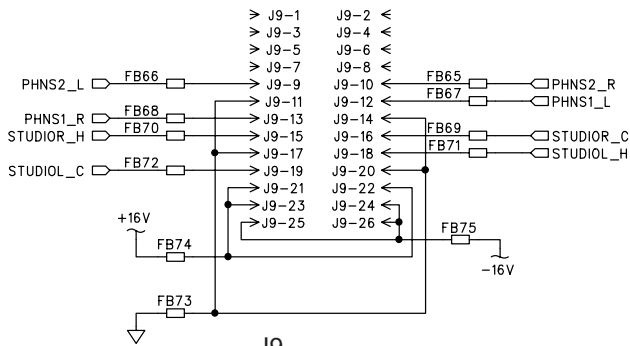 J9-1 J9-2
J9-3 J9-4
J9-5 J9-6
J9-7 J9-8
PHNS2_L FB66 J9-9 J9-10 FB65 PHNS2_R
J9-11 J9-12 FB67 PHNS1_L
PHNS1_R FB68 J9-13 J9-14
STUDIOR_H FB70 J9-15 J9-16 FB69 STUDIOR_C
J9-17 J9-18 FB71 STUDIOL_H
STUDIOL_C FB72 J9-19 J9-20
J9-21 J9-22
J9-23 J9-24
+16V J9-25 J9-26
FB74 FB75
-16V
FB73
J9